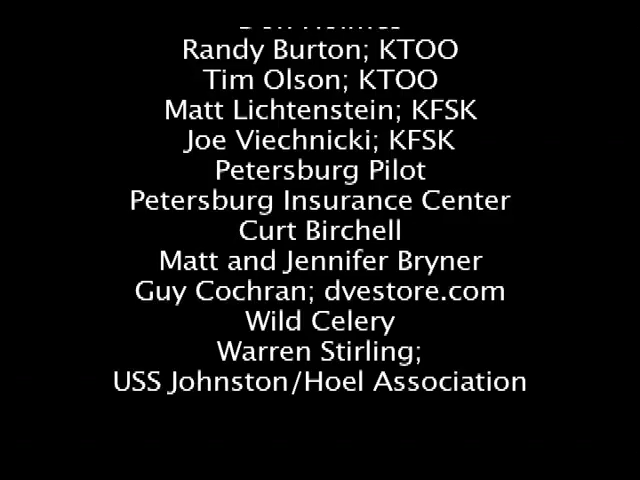 Randy Burton; KTOO
Tim Olson; KTOO
Matt Lichtenstein; KFSK
Joe Viechnicki; KFSK
Petersburg Pilot
Petersburg Insurance Center
Curt Birchell
Matt and Jennifer Bryner
Guy Cochran; dvestore.com
Wild Celery
Warren Stirling;
USS Johnston/Hoel Association